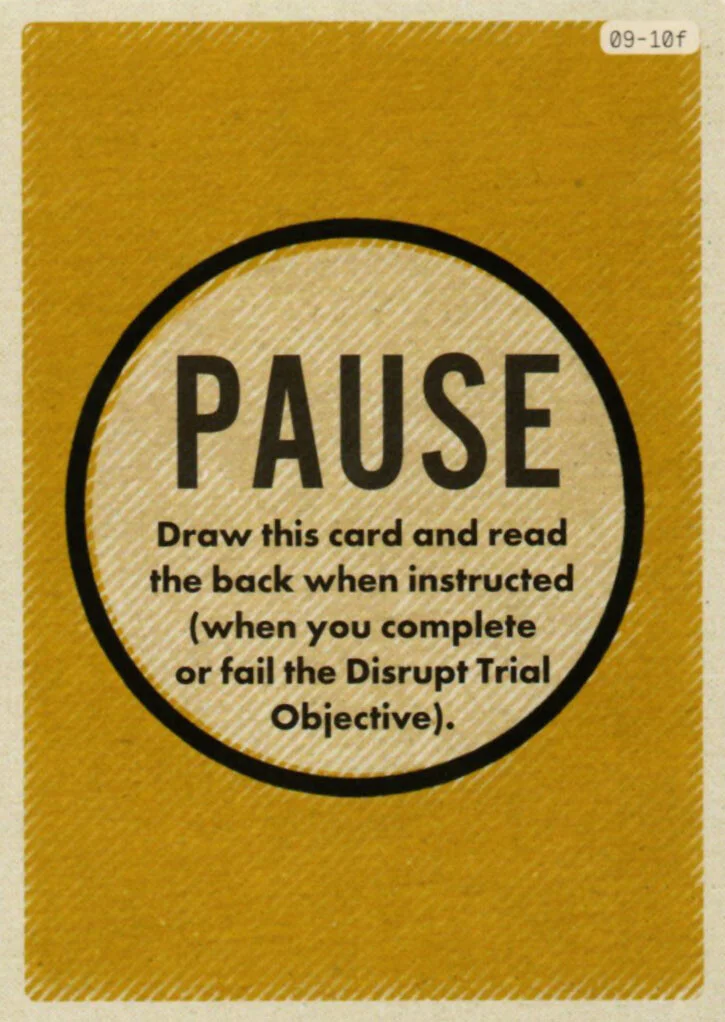 09-10f
PAUSE
Draw this card and read
the back when instructed
(when you complete
or fail the Disrupt Trial
Objective).